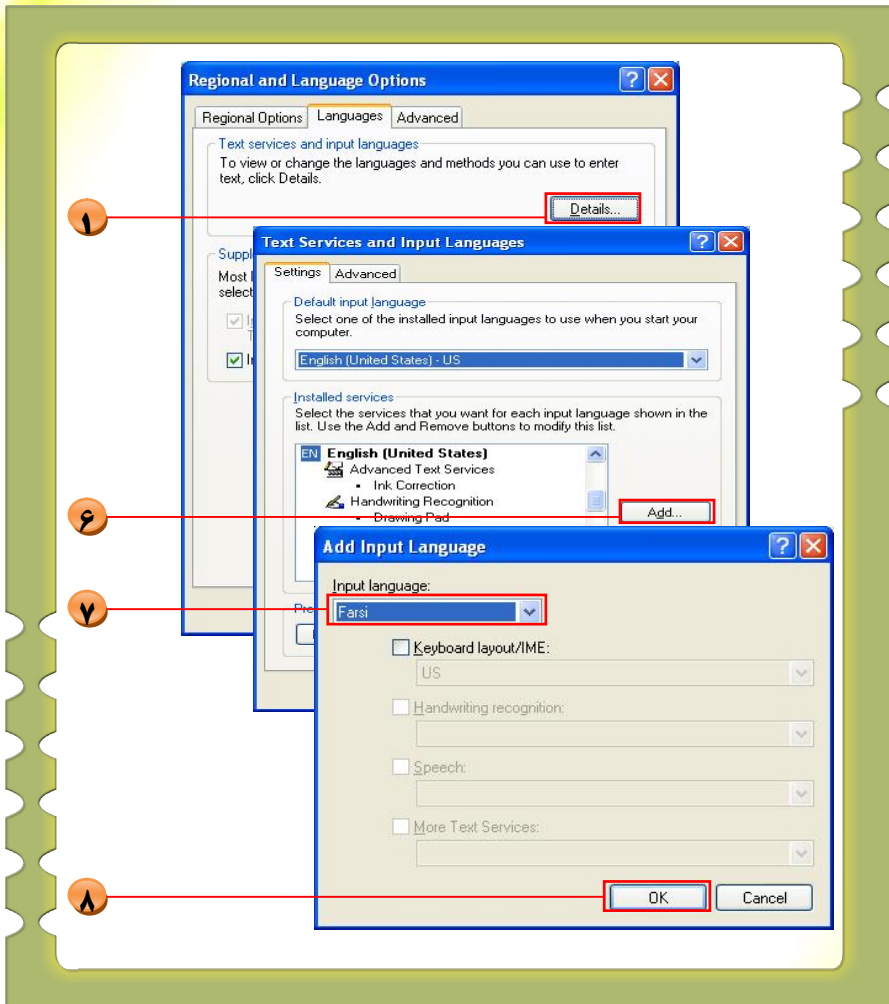 Regional and Language Options
Regional Options Languages Advanced
Text services and input languages
To view or change the languages and methods you can use to enter
text, click Details.
۱
Details...
Text Services and Input Languages
Settings Advanced
Suppl
Most
select
Default input language
Select one of the installed input languages to use when you start your
computer.
English (United States) - US
Installed services
Select the services that you want for each input language shown in the
list. Use the Add and Remove buttons to modify this list.
EN English (United States)
Advanced Text Services
• Ink Correction
Handwriting Recognition
• Drawing Pad
۶
Add...
Add Input Language
Input language:
۷
Pre
Farsi
Keyboard layout/IME:
US
Handwriting recognition:
Speech:
More Text Services:
۸
OK Cancel